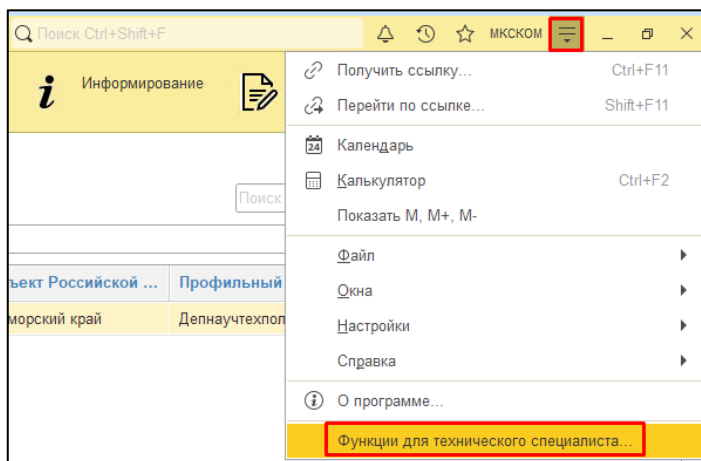 Поиск Ctrl+Shift+F
МКСКОМ
Информирование
Получить ссылку... Ctrl+F11
Перейти по ссылке... Shift+F11
24 Календарь
Калькулятор Ctrl+F2
Показать M, M+, M-
Поиск
Файл
Окна
Настройки
Справка
ъект Российской ... Профильный
морский край Депнаучтехпол
О программе...
Функции для технического специалиста...